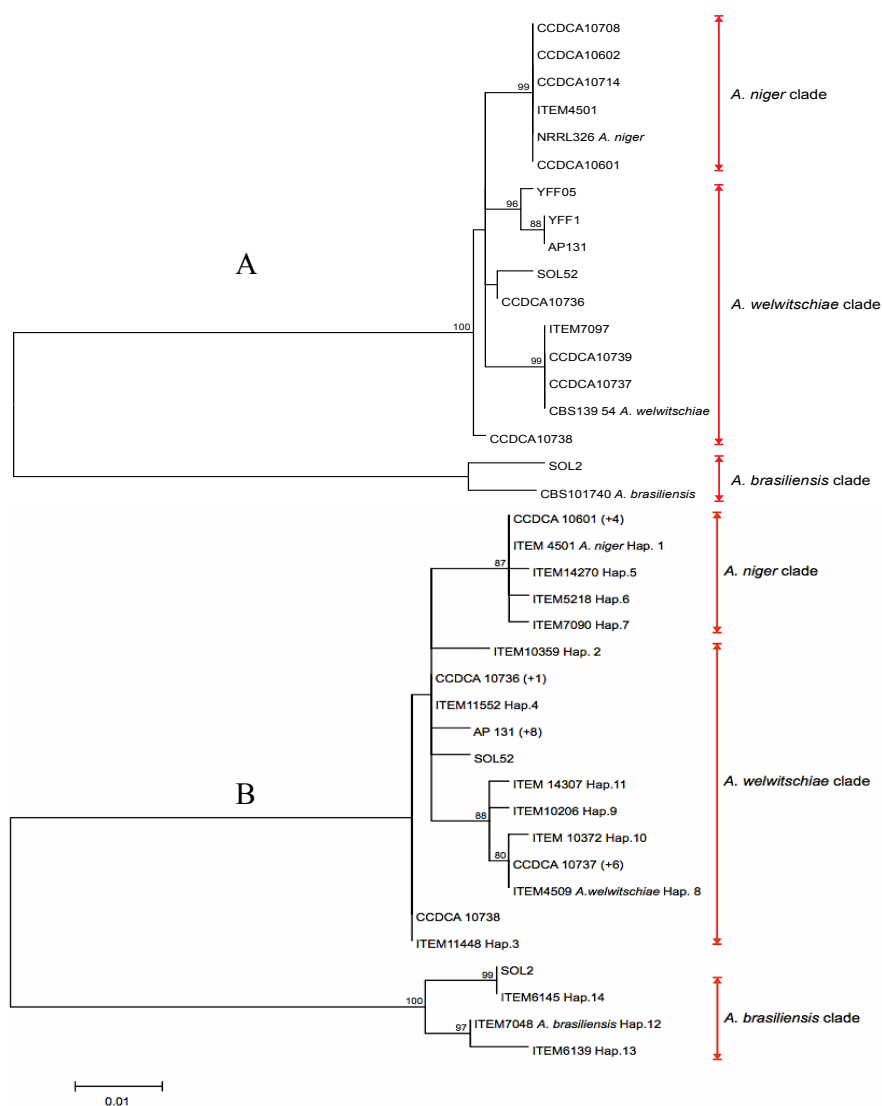 CCDCA10708
CCDCA10602
CCDCA10714
ITEM4501
NRRL326 A. niger
CCDCA10601
99
A. niger clade
YFF05
96
YFF1
88
AP131
SOL52
CCDCA10736
ITEM7097
CCDCA10739
99
CCDCA10737
CBS139 54 A. welwitschiae
CCDCA10738
A. welwitschiae clade
100
A
SOL2
CBS101740 A. brasiliensis
A. brasiliensis clade
CCDCA 10601 (+4)
ITEM 4501 A. niger Hap. 1
87
ITEM14270 Hap.5
ITEM5218 Hap.6
ITEM7090 Hap.7
A. niger clade
ITEM10359 Hap. 2
CCDCA 10736 (+1)
ITEM11552 Hap.4
AP 131 (+8)
SOL52
ITEM 14307 Hap.11
ITEM10206 Hap.9
88
ITEM 10372 Hap.10
80
CCDCA 10737 (+6)
ITEM4509 A.welwitschiae Hap. 8
CCDCA 10738
ITEM11448 Hap.3
A. welwitschiae clade
B
SOL2
99
ITEM6145 Hap.14
100
ITEM7048 A. brasiliensis Hap.12
97
ITEM6139 Hap.13
A. brasiliensis clade
0.01